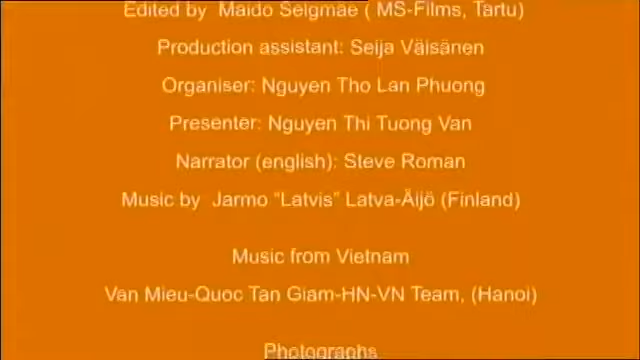 Edited by Maido Selgmäe ( MS-Films, Tartu)
Production assistant: Seija Väisänen
Organiser: Nguyen Tho Lan Phuong
Presenter: Nguyen Thi Tuong Van
Narrator (english): Steve Roman
Music by Jarmo "Latvis" Latva-Äijö (Finland)
Music from Vietnam
Van Mieu-Quoc Tan Giam-HN-VN Team, (Hanoi)
Photographs